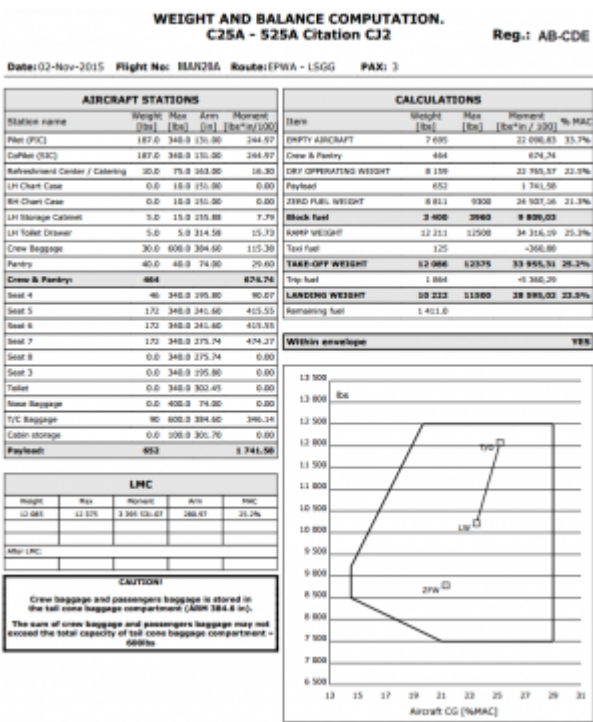 WEIGHT AND BALANCE COMPUTATION.
C25A - 525A Citation CJ2
Reg.: AB-CDE
Date: 02-Nov-2015 Flight No: Route: EPWA - LSGG PAX: 3
AIRCRAFT STATIONS
Station name Weight [lbs] Max [lbs] Arm [in] Moment [lbs*in/100]
Pilot (PIC) 187.0 340.0 131.00 244.97
CoPilot (SIC) 187.0 340.0 131.00 244.97
Refreshment Center / Catering 10.0 75.0 163.00 16.30
LH Chart Case 0.0 10.0 151.00 0.00
RH Chart Case 0.0 10.0 151.00 0.00
LH Storage Cabinet 5.0 15.0 155.80 7.79
LH Toilet Drawer 5.0 5.0 314.58 15.73
Crew Baggage 30.0 600.0 384.60 115.38
Pantry 40.0 40.0 74.00 29.60
Crew & Pantry: 464 674.74
Seat 4 46 340.0 195.80 90.07
Seat 5 172 340.0 241.60 415.55
Seat 6 172 340.0 241.60 415.55
Seat 7 172 340.0 275.74 474.27
Seat 8 0.0 340.0 275.74 0.00
Seat 3 0.0 340.0 195.80 0.00
Toilet 0.0 340.0 302.45 0.00
Nose Baggage 0.0 400.0 74.00 0.00
T/C Baggage 90 600.0 384.60 346.14
Cabin storage 0.0 100.0 301.70 0.00
Payload: 652 1 741.58
LMC
Weight Max Moment Arm MAC
12 085 12 375 25.2%
After LMC:
CAUTION!
Crew baggage and passengers baggage is stored in
the tail cone baggage compartment (ARM 384.6 in).
The sum of crew baggage and passengers baggage may not
exceed the total capacity of tail cone baggage compartment –
600lbs
CALCULATIONS
Item Weight [lbs] Max [lbs] Moment [lbs*in / 100] % MAC
EMPTY AIRCRAFT 7 695 22 090,83 33.7%
Crew & Pantry 464 674,74
DRY OPPERATING WEIGHT 8 159 22 765,57 22.5%
Payload 652 1 741,58
ZERO FUEL WEIGHT 8 811 9300 24 507,16 21.3%
Block fuel 3 400 3960 9 809,03
RAMP WEIGHT 12 211 12500 34 316,19 25.3%
Taxi fuel 125 -360,88
TAKE-OFF WEIGHT 12 086 12375 33 955,31 25.2%
Trip fuel 1 864 -5 360,29
LANDING WEIGHT 10 222 11500 28 595,02 23.5%
Remaining fuel 1 411.0
Within envelope YES
13 500
lbs
13 000
12 500
12 000
11 500
11 000
10 500
10 000
9 500
9 000
8 500
8 000
7 500
7 000
6 500
T/O
LW
ZFW
13 15 17 19 21 23 25 27 29 31
Aircraft CG [%MAC]